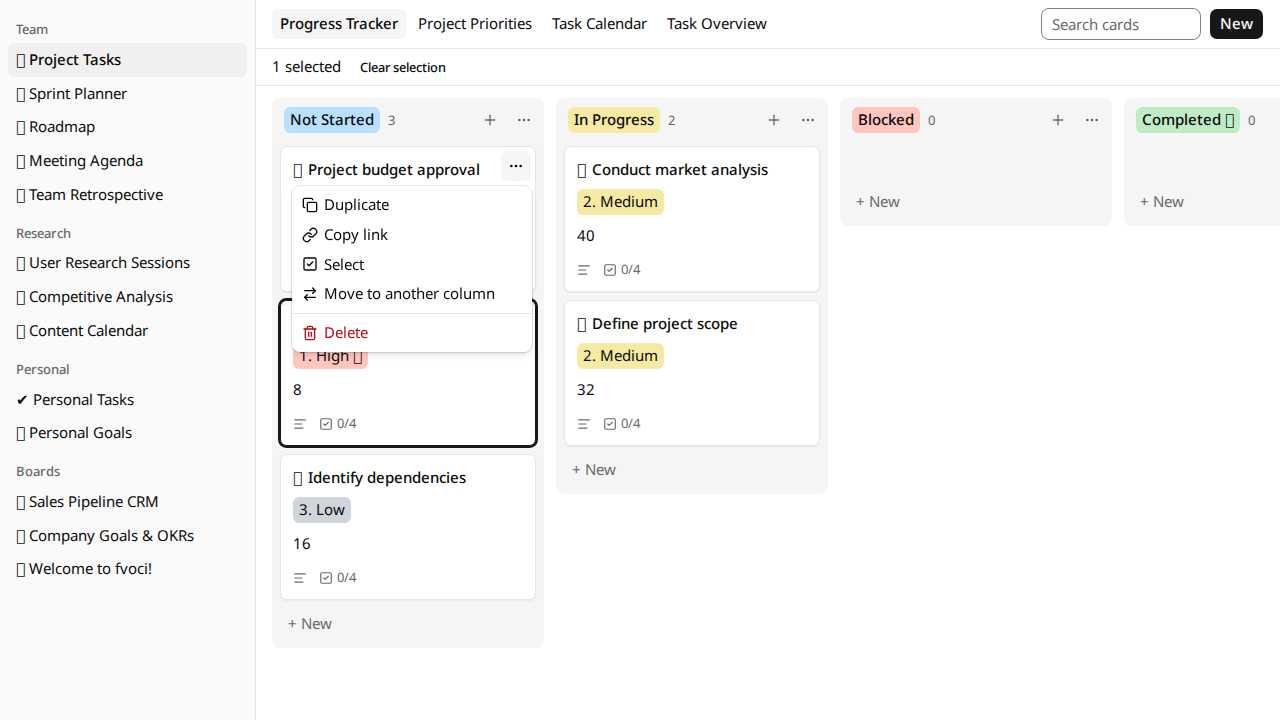 Team
Project Tasks
Sprint Planner
Roadmap
Meeting Agenda
Team Retrospective
Research
User Research Sessions
Competitive Analysis
Content Calendar
Personal
✔ Personal Tasks
Personal Goals
Boards
Sales Pipeline CRM
Company Goals & OKRs
Welcome to fvoci!
Progress Tracker
Project Priorities
Task Calendar
Task Overview
Search cards
New
1 selected
Clear selection
Not Started 3
Project budget approval
Duplicate
Copy link
Select
Move to another column
Delete
1. High
8
0/4
Identify dependencies
3. Low
16
0/4
+ New
In Progress 2
Conduct market analysis
2. Medium
40
0/4
Define project scope
2. Medium
32
0/4
+ New
Blocked 0
+ New
Completed 0
+ New